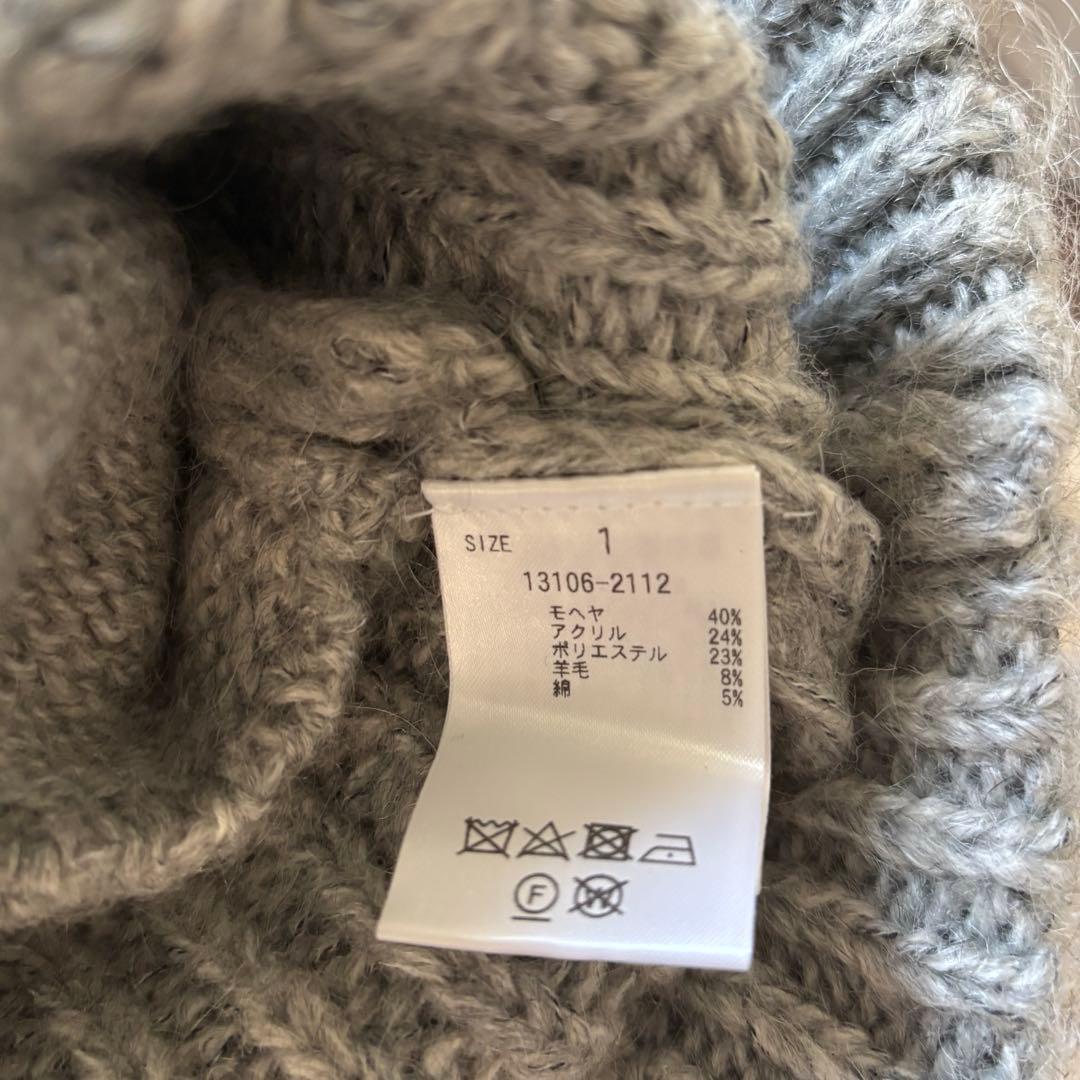 SIZE 1
13106-2112
モヘヤ 40%
アクリル 24%
ポリエステル 23%
羊毛 8%
綿 5%
F W